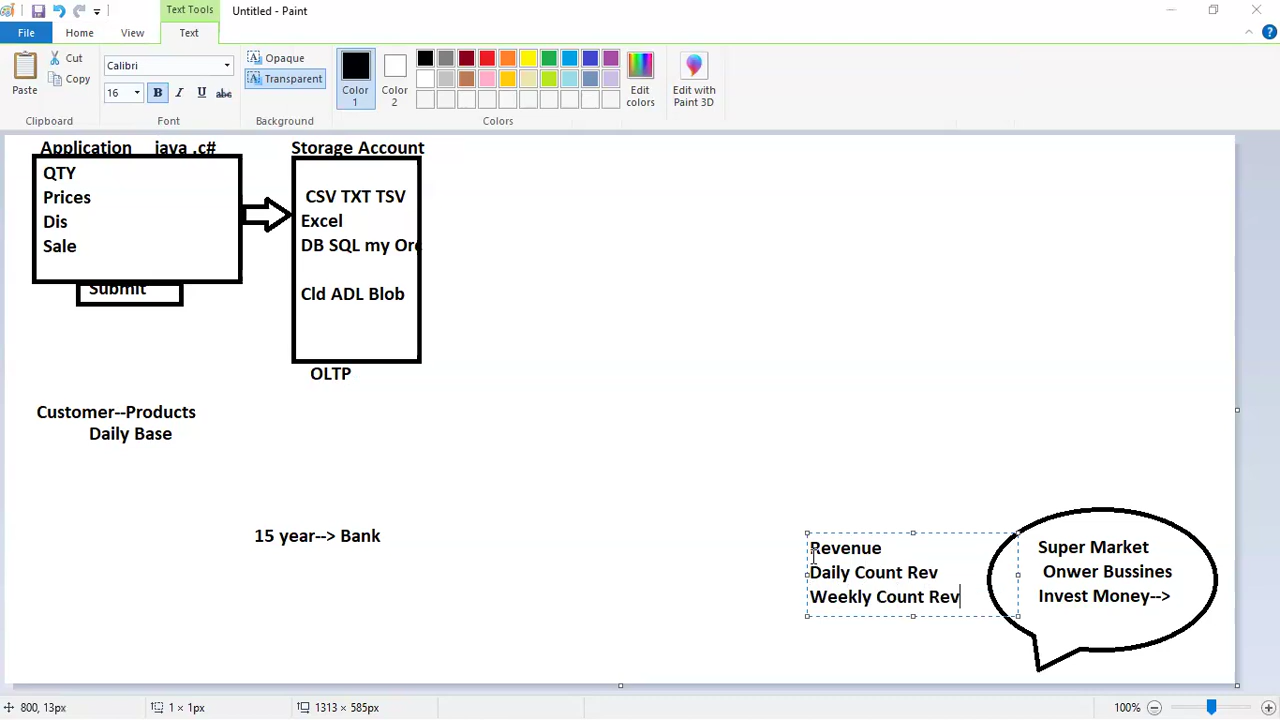 Text Tools
Untitled - Paint
File
Home
View
Text
Paste
Cut
Copy
Clipboard
Calibri
16
B
I
U
abc
Font
Opaque
Transparent
Background
Color 1
Color 2
Edit colors
Colors
Edit with Paint 3D
Application java .c#
QTY
Prices
Dis
Sale
Submit
Storage Account
CSV TXT TSV
Excel
DB SQL my Orc
Cld ADL Blob
OLTP
Customer--Products
Daily Base
15 year--> Bank
Revenue
Daily Count Rev
Weekly Count Rev
Super Market
Onwer Bussines
Invest Money-->
800, 13px
1 × 1px
1313 × 585px
100%